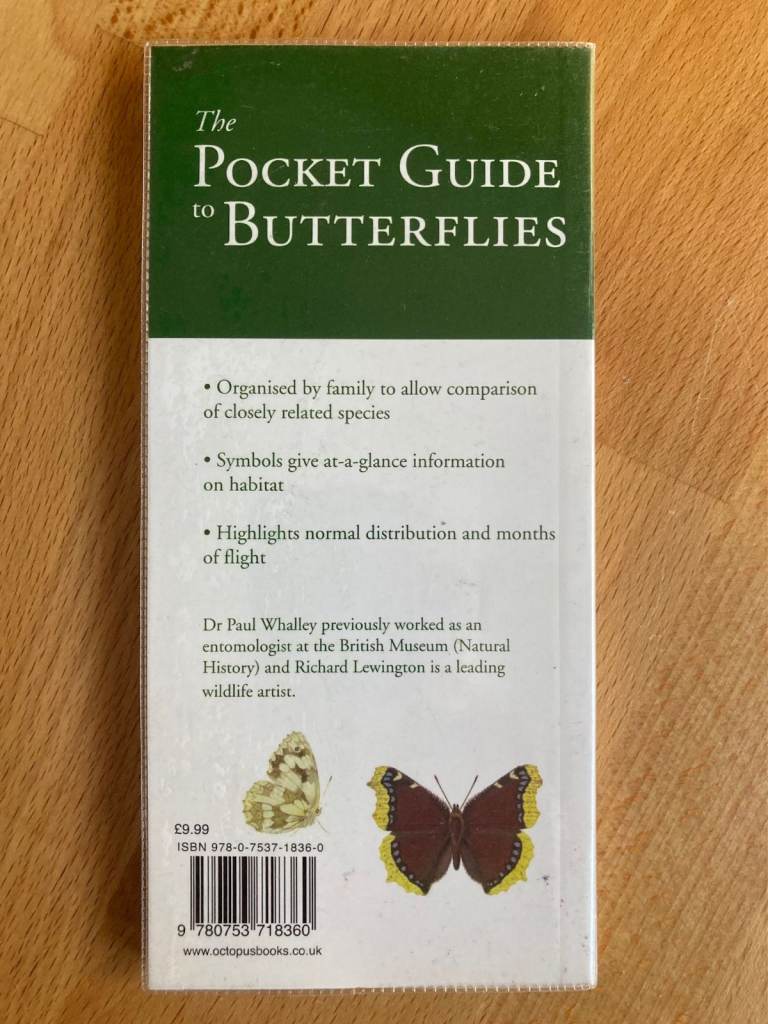 The
POCKET GUIDE
to BUTTERFLIES
• Organised by family to allow comparison
of closely related species
• Symbols give at-a-glance information
on habitat
• Highlights normal distribution and months
of flight
Dr Paul Whalley previously worked as an
entomologist at the British Museum (Natural
History) and Richard Lewington is a leading
wildlife artist.
£9.99
ISBN 978-0-7537-1836-0
9 780753 718360
www.octopusbooks.co.uk